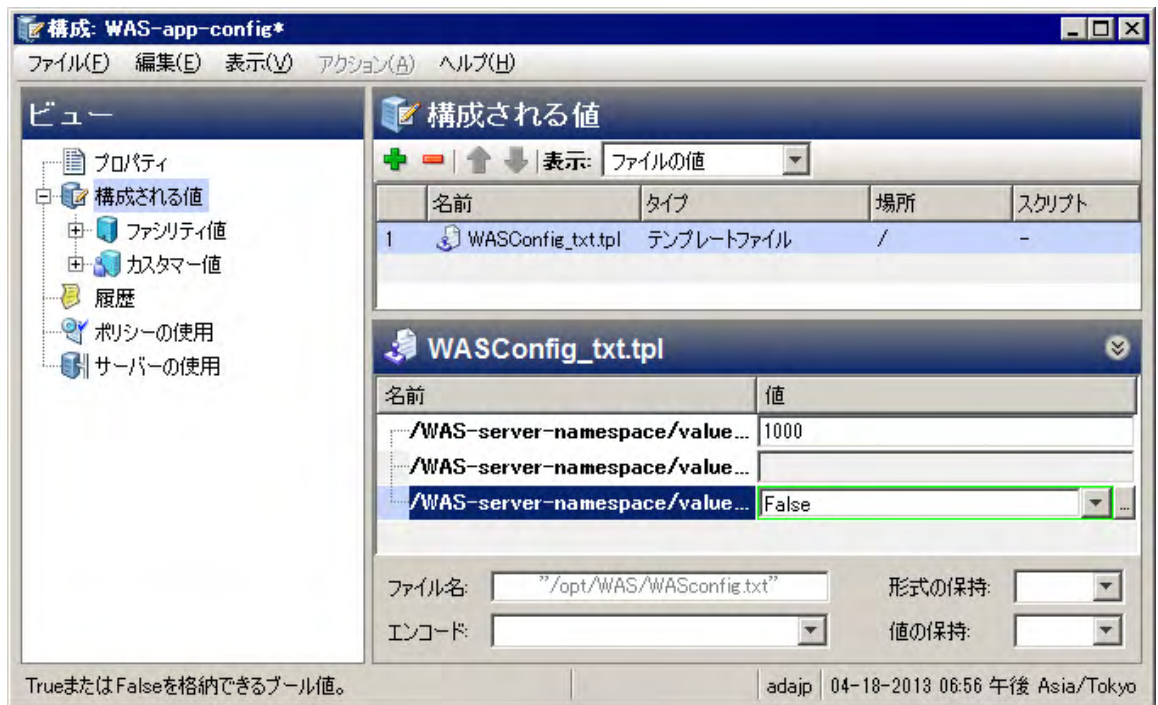 構成: WAS-app-config*
ファイル(F) 編集(E) 表示(V) アクション(A) ヘルプ(H)
ビュー
プロパティ
構成される値
ファシリティ値
カスタマー値
履歴
ポリシーの使用
サーバーの使用
構成される値
表示: ファイルの値
名前 タイプ 場所 スクリプト
1 WASConfig_txt.tpl テンプレートファイル / -
WASConfig_txt.tpl
名前 値
/WAS-server-namespace/value... 1000
/WAS-server-namespace/value...
/WAS-server-namespace/value... False ...
ファイル名: "/opt/WAS/WASconfig.txt" 形式の保持:
エンコード: 値の保持:
TrueまたはFalseを格納できるブール値。 adajp 04-18-2013 06:56 午後 Asia/Tokyo